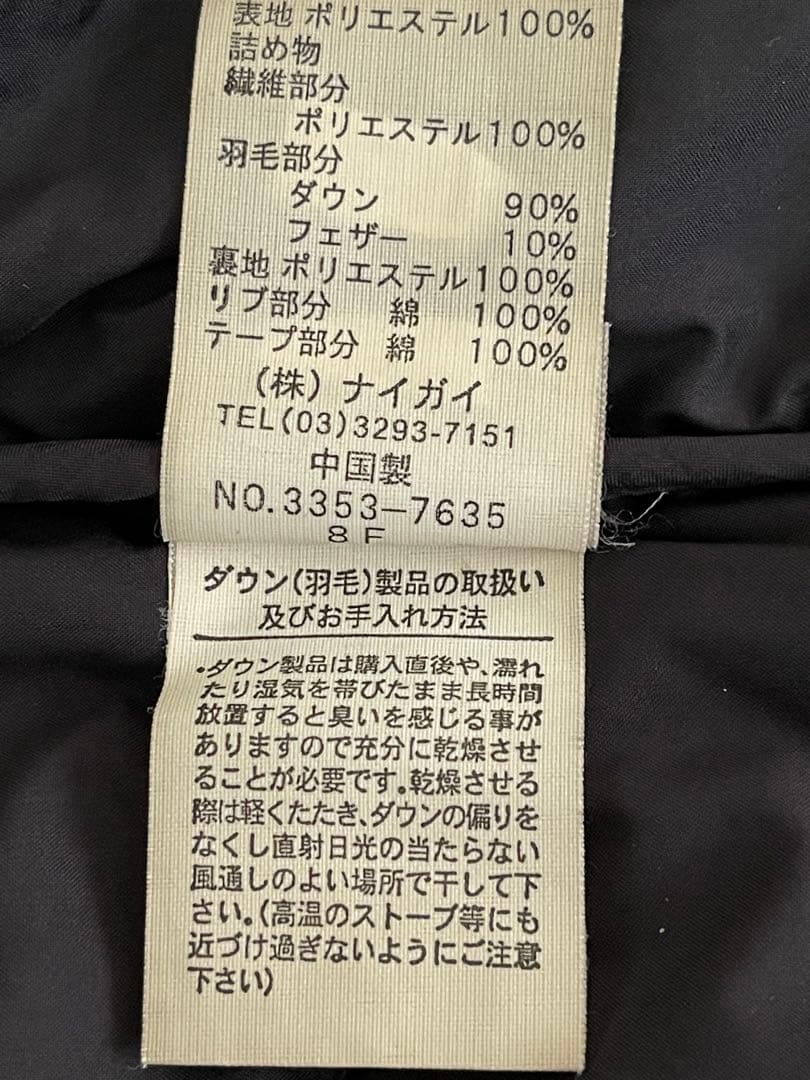 表地 ポリエステル100%
詰め物
繊維部分
ポリエステル100%
羽毛部分
ダウン 90%
フェザー 10%
裏地 ポリエステル100%
リブ部分 綿 100%
テープ部分 綿 100%
(株) ナイガイ
TEL(03)3293-7151
中国製
NO.3353-7635
8F
ダウン(羽毛)製品の取扱い
及びお手入れ方法
・ダウン製品は購入直後や、濡れ
たり湿気を帯びたまま長時間
放置すると臭いを感じる事が
ありますので充分に乾燥させ
ることが必要です。乾燥させる
際は軽くたたき、ダウンの偏りを
なくし直射日光の当たらない
風通しのよい場所で干して下
さい。(高温のストーブ等にも
近づけ過ぎないようにご注意
下さい)